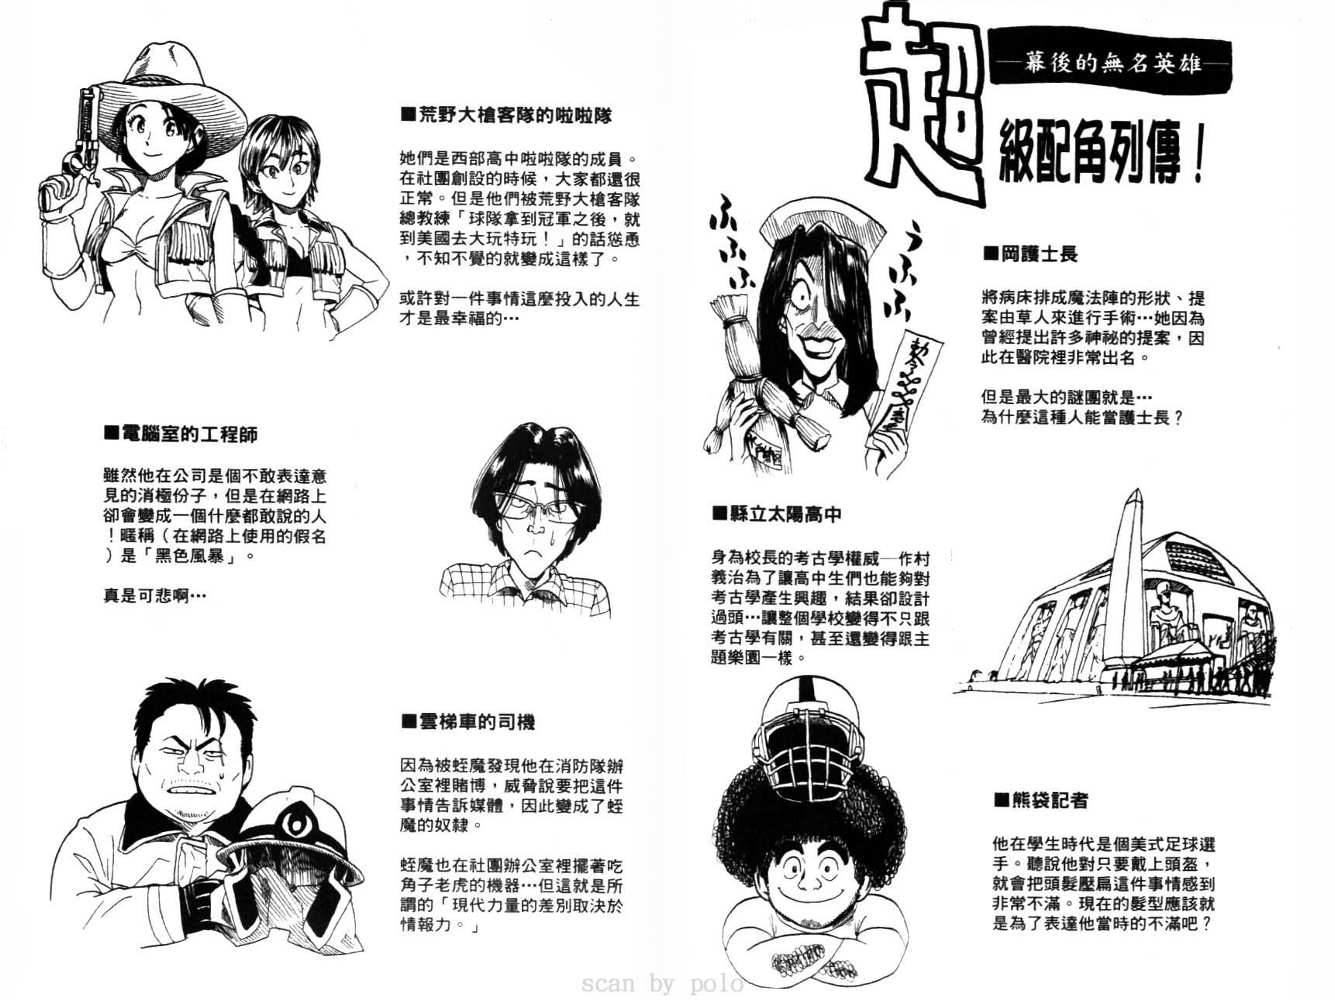 超
—幕後的無名英雄—
級配角列傳！
ふふふふ
うふふふ
勅令
■岡護士長
將病床排成魔法陣的形狀、提
案由草人來進行手術⋯她因為
曾經提出許多神祕的提案，因
此在醫院裡非常出名。
但是最大的謎團就是⋯
為什麼這種人能當護士長？
■縣立太陽高中
身為校長的考古學權威─作村
義治為了讓高中生們也能夠對
考古學產生興趣，結果卻設計
過頭⋯讓整個學校變得不只跟
考古學有關，甚至還變得跟主
題樂園一樣。
■熊袋記者
他在學生時代是個美式足球選
手。聽說他對只要戴上頭盔，
就會把頭髮壓扁這件事情感到
非常不滿。現在的髮型應該就
是為了表達他當時的不滿吧？
■荒野大槍客隊的啦啦隊
她們是西部高中啦啦隊的成員。
在社團創設的時候，大家都還很
正常。但是他們被荒野大槍客隊
總教練「球隊拿到冠軍之後，就
到美國去大玩特玩！」的話慫恿
，不知不覺的就變成這樣了。
或許對一件事情這麼投入的人生
才是最幸福的⋯
■電腦室的工程師
雖然他在公司是個不敢表達意
見的消極份子，但是在網路上
卻會變成一個什麼都敢說的人
！暱稱（在網路上使用的假名
）是「黑色風暴」。
真是可悲啊⋯
■雲梯車的司機
因為被蛭魔發現他在消防隊辦
公室裡賭博，威脅說要把這件
事情告訴媒體，因此變成了蛭
魔的奴隸。
蛭魔也在社團辦公室裡擺著吃
角子老虎的機器⋯但這就是所
謂的「現代力量的差別取決於
情報力。」
scan by polo